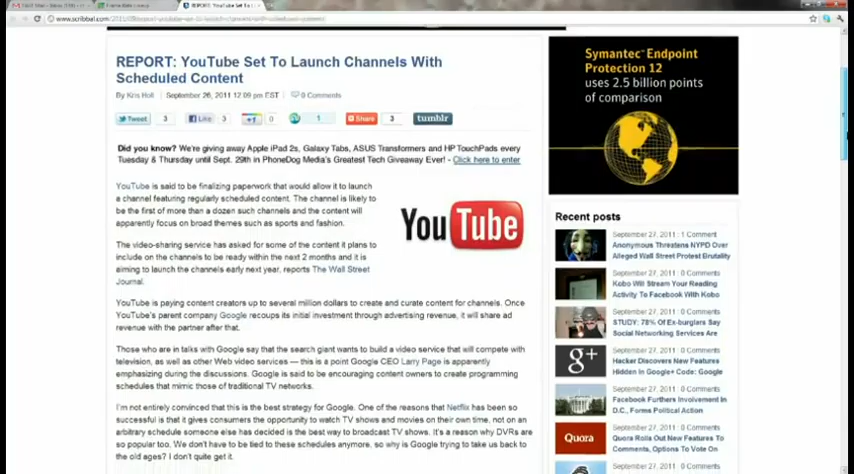 REPORT: YouTube Set To L
www.scribbal.com/2011/09/
REPORT: YouTube Set To Launch Channels With
Scheduled Content
By Kris Holt | September 26, 2011 12:09 pm EST | 0 Comments
Tweet 3 Like 3 +1 0 1 Share 3 tumblr
Did you know? We're giving away Apple iPad 2s, Galaxy Tabs, ASUS Transformers and HP TouchPads every
Tuesday & Thursday until Sept. 29th in PhoneDog Media's Greatest Tech Giveaway Ever! - Click here to enter
YouTube is said to be finalizing paperwork that would allow it to launch
a channel featuring regularly scheduled content. The channel is likely to
be the first of more than a dozen such channels and the content will
apparently focus on broad themes such as sports and fashion.
YouTube
The video-sharing service has asked for some of the content it plans to
include on the channels to be ready within the next 2 months and it is
aiming to launch the channels early next year, reports The Wall Street
Journal.
YouTube is paying content creators up to several million dollars to create and curate content for channels. Once
YouTube's parent company Google recoups its initial investment through advertising revenue, it will share ad
revenue with the partner after that.
Those who are in talks with Google say that the search giant wants to build a video service that will compete with
television, as well as other Web video services — this is a point Google CEO Larry Page is apparently
emphasizing during the discussions. Google is said to be encouraging content owners to create programming
schedules that mimic those of traditional TV networks.
I'm not entirely convinced that this is the best strategy for Google. One of the reasons that Netflix has been so
successful is that it gives consumers the opportunity to watch TV shows and movies on their own time, not on an
arbitrary schedule someone else has decided is the best way to broadcast TV shows. It's a reason why DVRs are
so popular too. We don't have to be tied to these schedules anymore, so why is Google trying to take us back to
the old ages? I don't quite get it.
Symantec™ Endpoint
Protection 12
uses 2.5 billion points
of comparison
Recent posts
September 27, 2011 : 1 Comment
Anonymous Threatens NYPD Over
Alleged Wall Street Protest Brutality
September 27, 2011 : 0 Comments
Kobo Will Stream Your Reading
Activity To Facebook With Kobo
September 27, 2011 : 0 Comments
STUDY: 78% Of Ex-burglars Say
Social Networking Services Are
g+
September 27, 2011 : 0 Comments
Hacker Discovers New Features
Hidden In Google+ Code: Google
September 27, 2011 : 0 Comments
Facebook Furthers Involvement In
D.C., Forms Political Action
Quora
September 27, 2011 : 0 Comments
Quora Rolls Out New Features To
Comments, Options To Vote On
September 27, 2011 : 0 Comments